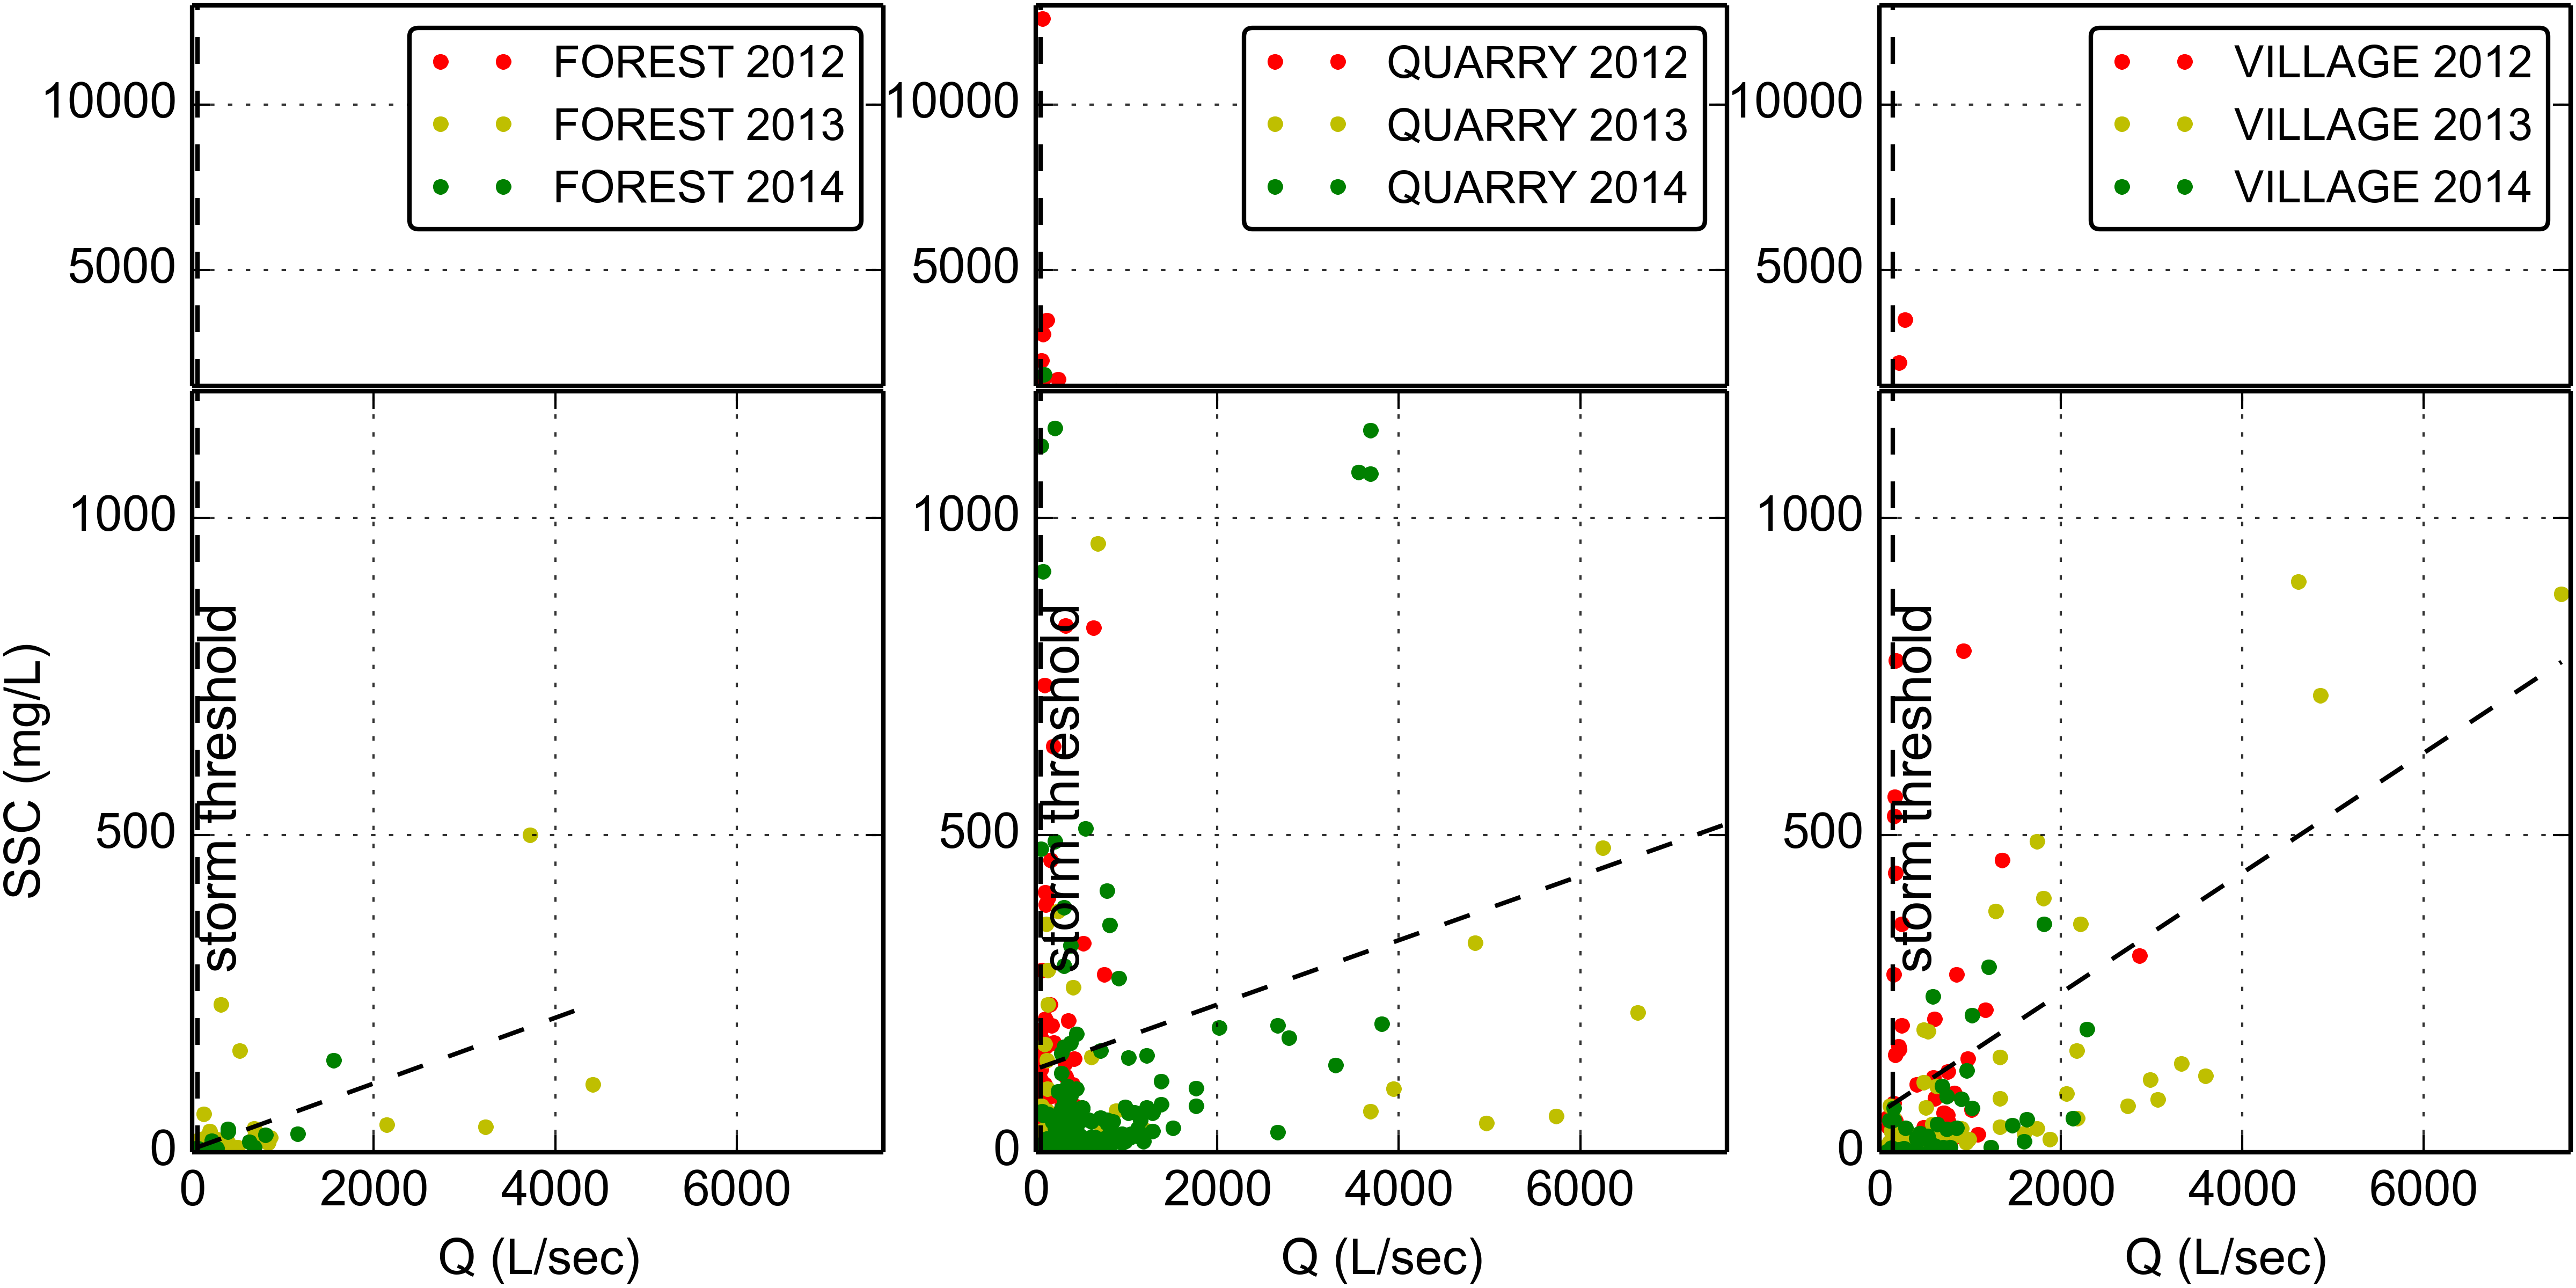 FOREST 2012
FOREST 2013
FOREST 2014
10000
5000
QUARRY 2012
QUARRY 2013
QUARRY 2014
10000
5000
VILLAGE 2012
VILLAGE 2013
VILLAGE 2014
10000
5000
SSC (mg/L)
1000
500
0
storm threshold
0 2000 4000 6000
Q (L/sec)
1000
500
0
storm threshold
0 2000 4000 6000
Q (L/sec)
1000
500
0
storm threshold
0 2000 4000 6000
Q (L/sec)